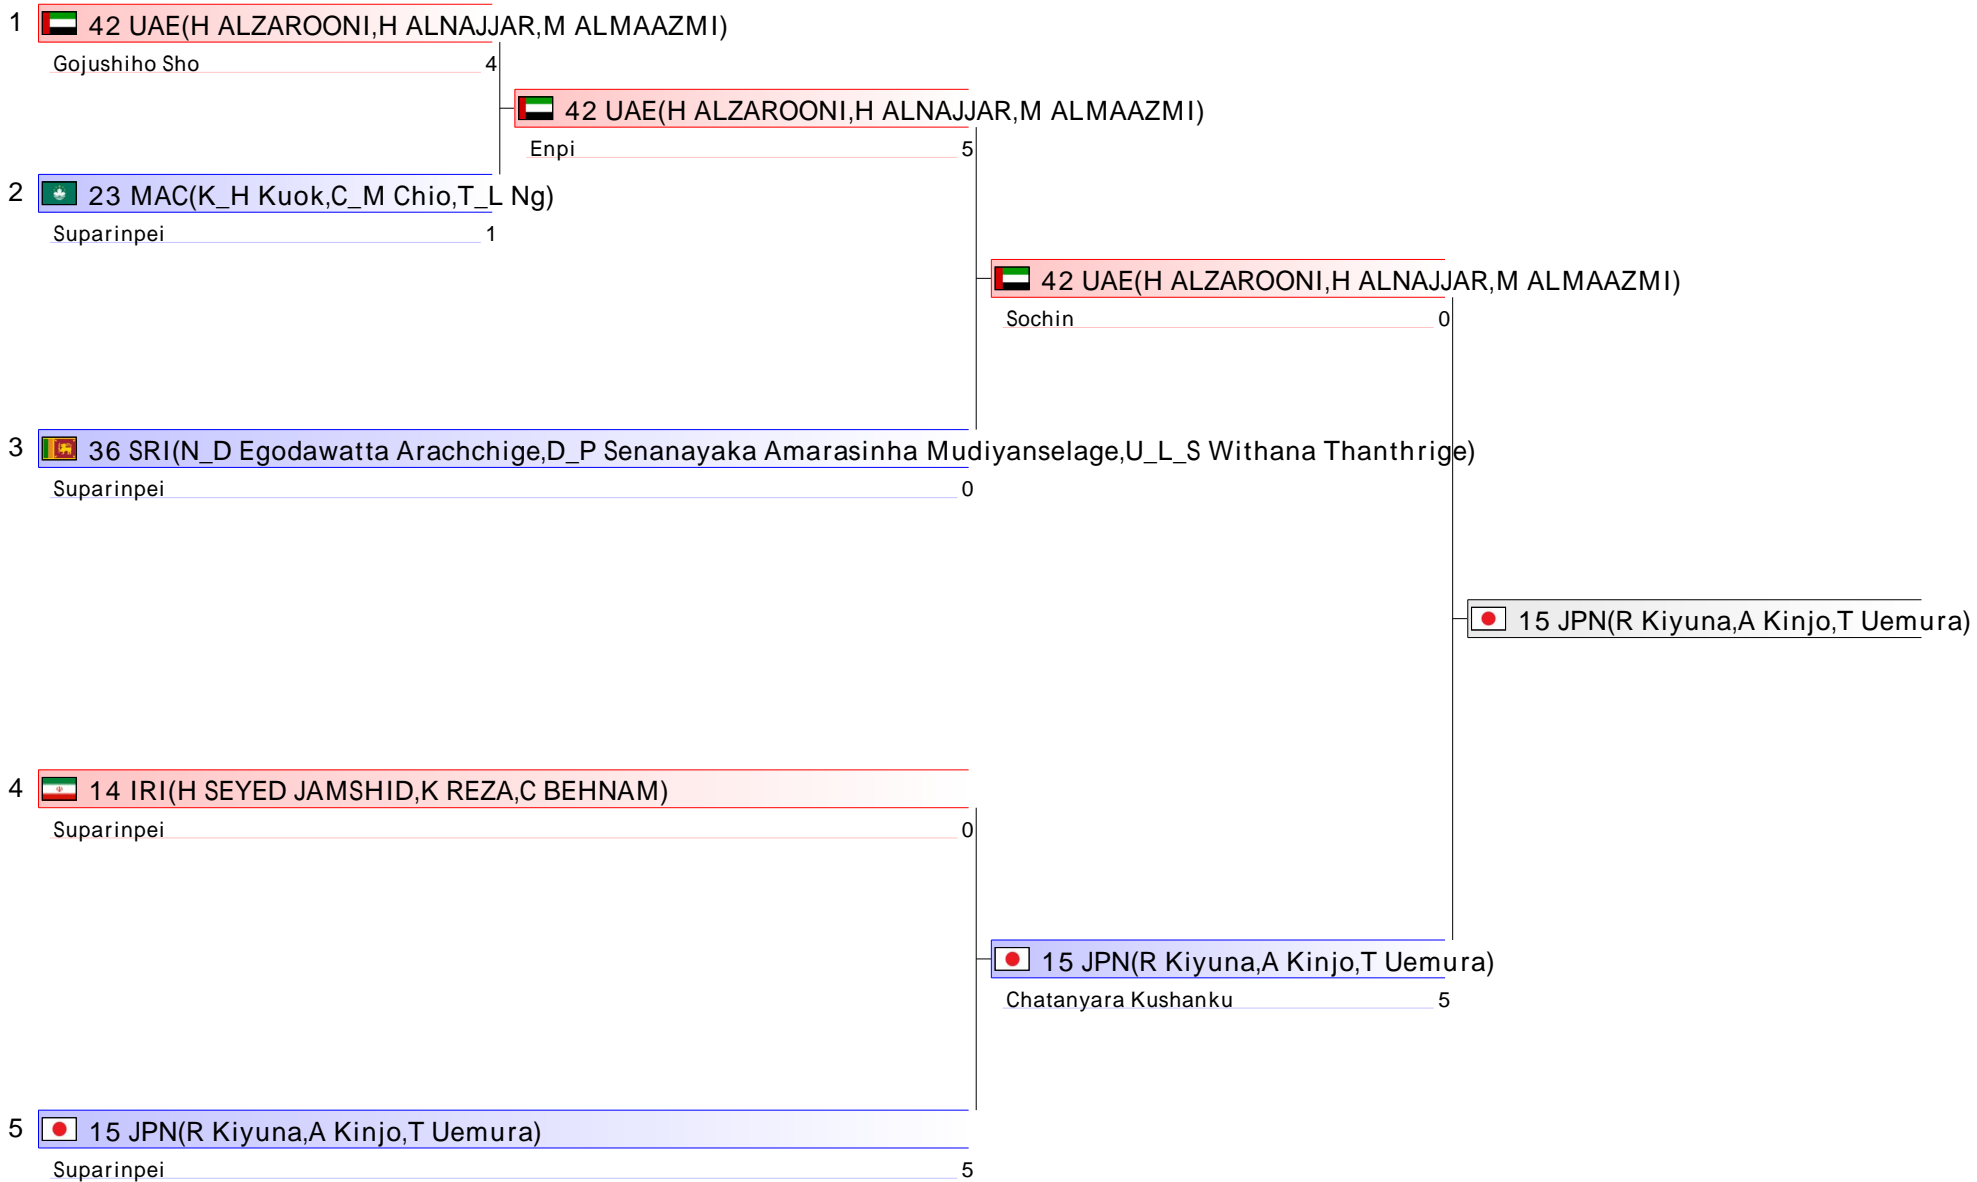 1 42 UAE(H ALZAROONI,H ALNAJJAR,M ALMAAZMI)
Gojushiho Sho 4
42 UAE(H ALZAROONI,H ALNAJJAR,M ALMAAZMI)
Enpi 5
2 23 MAC(K_H Kuok,C_M Chio,T_L Ng)
Suparinpei 1
42 UAE(H ALZAROONI,H ALNAJJAR,M ALMAAZMI)
Sochin 0
3 36 SRI(N_D Egodawatta Arachchige,D_P Senanayaka Amarasinha Mudiyanselage,U_L_S Withana Thanthrige)
Suparinpei 0
15 JPN(R Kiyuna,A Kinjo,T Uemura)
4 14 IRI(H SEYED JAMSHID,K REZA,C BEHNAM)
Suparinpei 0
15 JPN(R Kiyuna,A Kinjo,T Uemura)
Chatanyara Kushanku 5
5 15 JPN(R Kiyuna,A Kinjo,T Uemura)
Suparinpei 5